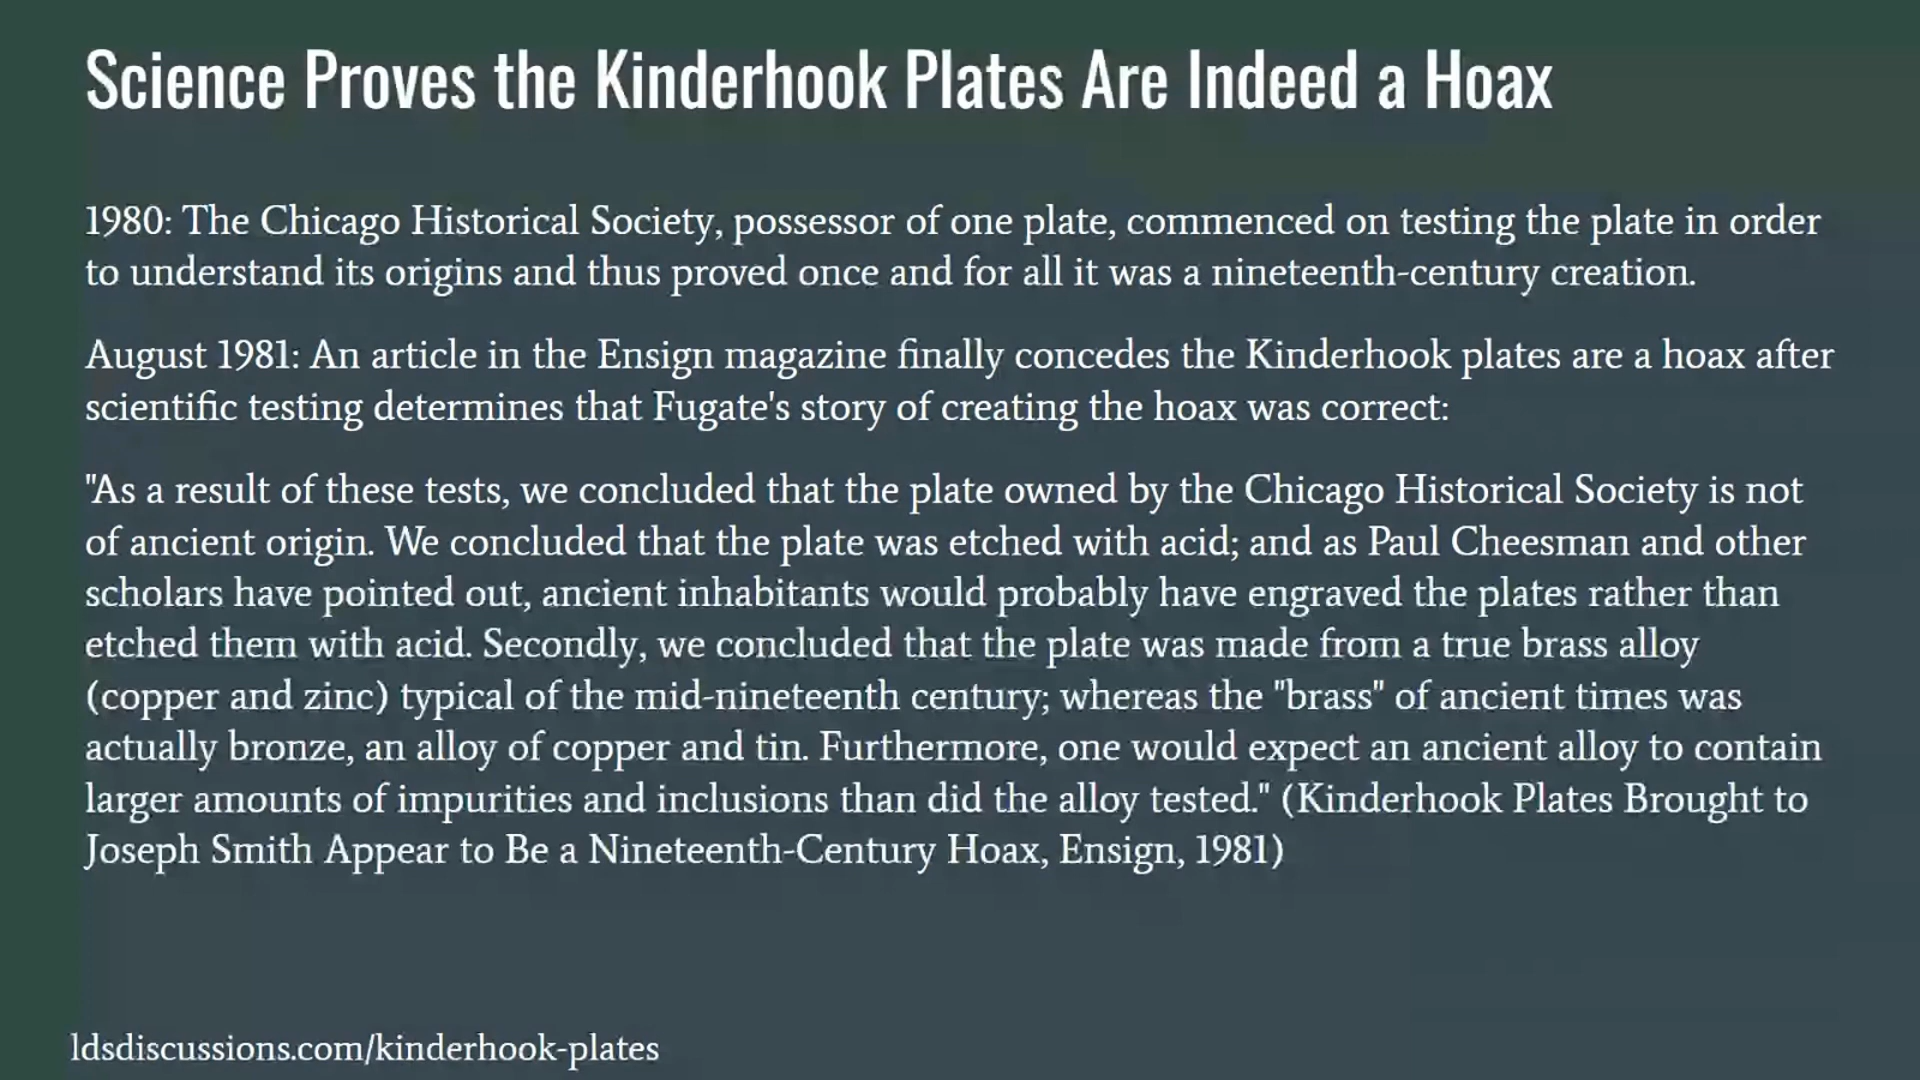 Science Proves the Kinderhook Plates Are Indeed a Hoax
1980: The Chicago Historical Society, possessor of one plate, commenced on testing the plate in order
to understand its origins and thus proved once and for all it was a nineteenth-century creation.
August 1981: An article in the Ensign magazine finally concedes the Kinderhook plates are a hoax after
scientific testing determines that Fugate's story of creating the hoax was correct:
"As a result of these tests, we concluded that the plate owned by the Chicago Historical Society is not
of ancient origin. We concluded that the plate was etched with acid; and as Paul Cheesman and other
scholars have pointed out, ancient inhabitants would probably have engraved the plates rather than
etched them with acid. Secondly, we concluded that the plate was made from a true brass alloy
(copper and zinc) typical of the mid-nineteenth century; whereas the "brass" of ancient times was
actually bronze, an alloy of copper and tin. Furthermore, one would expect an ancient alloy to contain
larger amounts of impurities and inclusions than did the alloy tested." (Kinderhook Plates Brought to
Joseph Smith Appear to Be a Nineteenth-Century Hoax, Ensign, 1981)
ldsdiscussions.com/kinderhook-plates